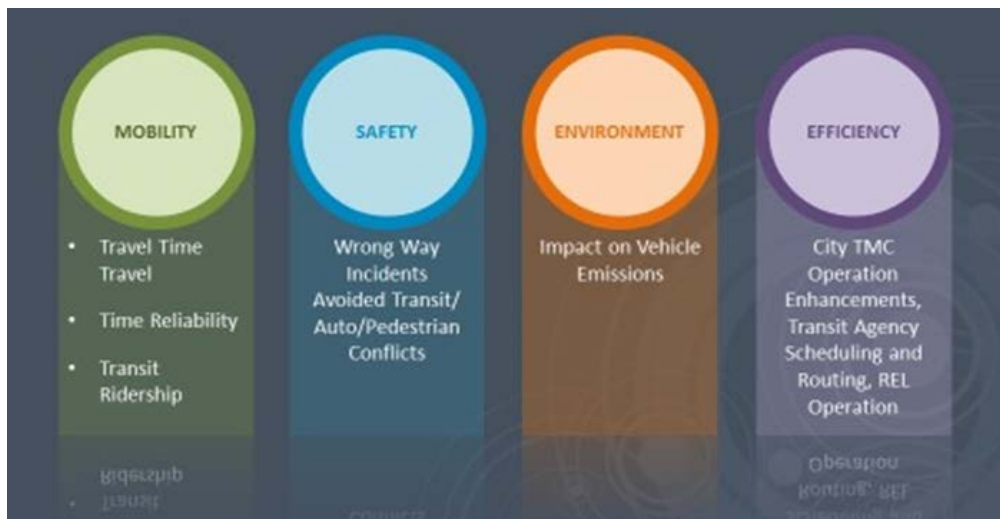 MOBILITY
• Travel Time
Travel
• Time Reliability
• Transit
Ridership
SAFETY
Wrong Way
Incidents
Avoided Transit/
Auto/Pedestrian
Conflicts
ENVIRONMENT
Impact on Vehicle
Emissions
EFFICIENCY
City TMC
Operation
Enhancements,
Transit Agency
Scheduling and
Routing, REL
Operation